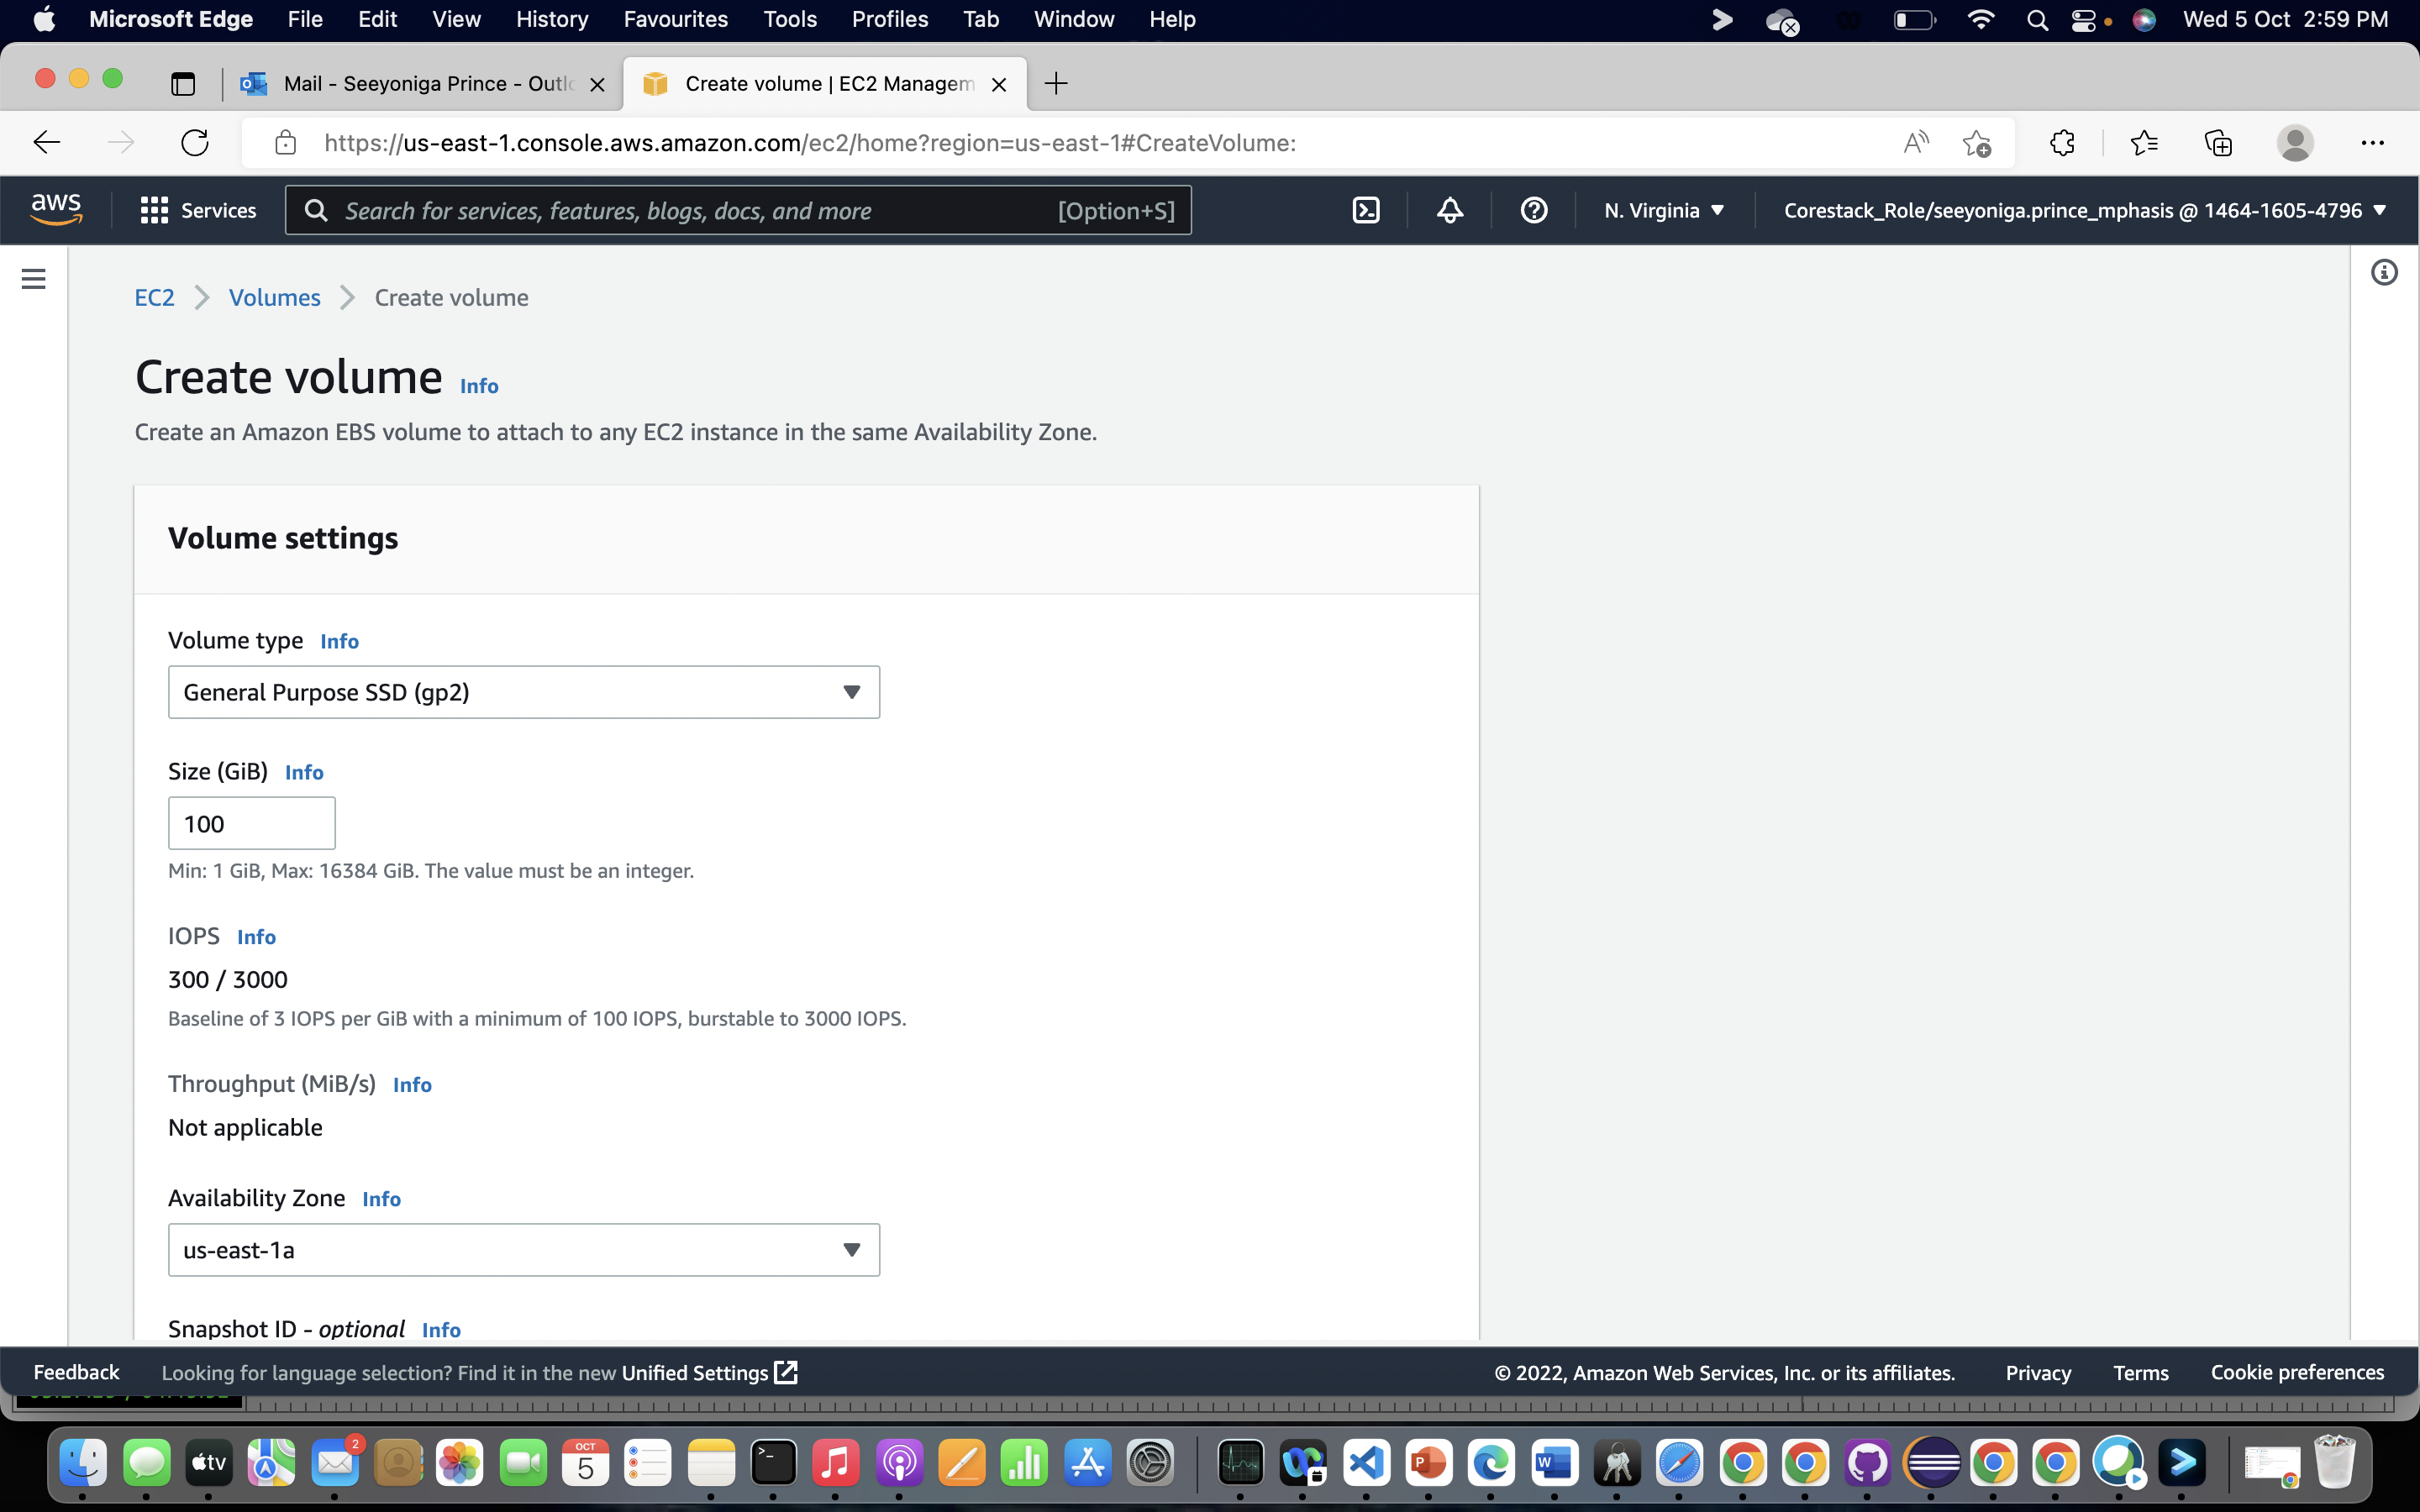 Microsoft Edge File Edit View History Favourites Tools Profiles Tab Window Help Wed 5 Oct 2:59 PM
Mail - Seeyoniga Prince - Outlo Create volume | EC2 Managem
https://us-east-1.console.aws.amazon.com/ec2/home?region=us-east-1#CreateVolume:
aws Services Search for services, features, blogs, docs, and more [Option+S] N. Virginia Corestack_Role/seeyoniga.prince_mphasis @ 1464-1605-4796
EC2 Volumes Create volume
Create volume Info
Create an Amazon EBS volume to attach to any EC2 instance in the same Availability Zone.
Volume settings
Volume type Info
General Purpose SSD (gp2)
Size (GiB) Info
100
Min: 1 GiB, Max: 16384 GiB. The value must be an integer.
IOPS Info
300 / 3000
Baseline of 3 IOPS per GiB with a minimum of 100 IOPS, burstable to 3000 IOPS.
Throughput (MiB/s) Info
Not applicable
Availability Zone Info
us-east-1a
Snapshot ID - optional Info
Feedback Looking for language selection? Find it in the new Unified Settings © 2022, Amazon Web Services, Inc. or its affiliates. Privacy Terms Cookie preferences
2
tv
OCT
5
P
W